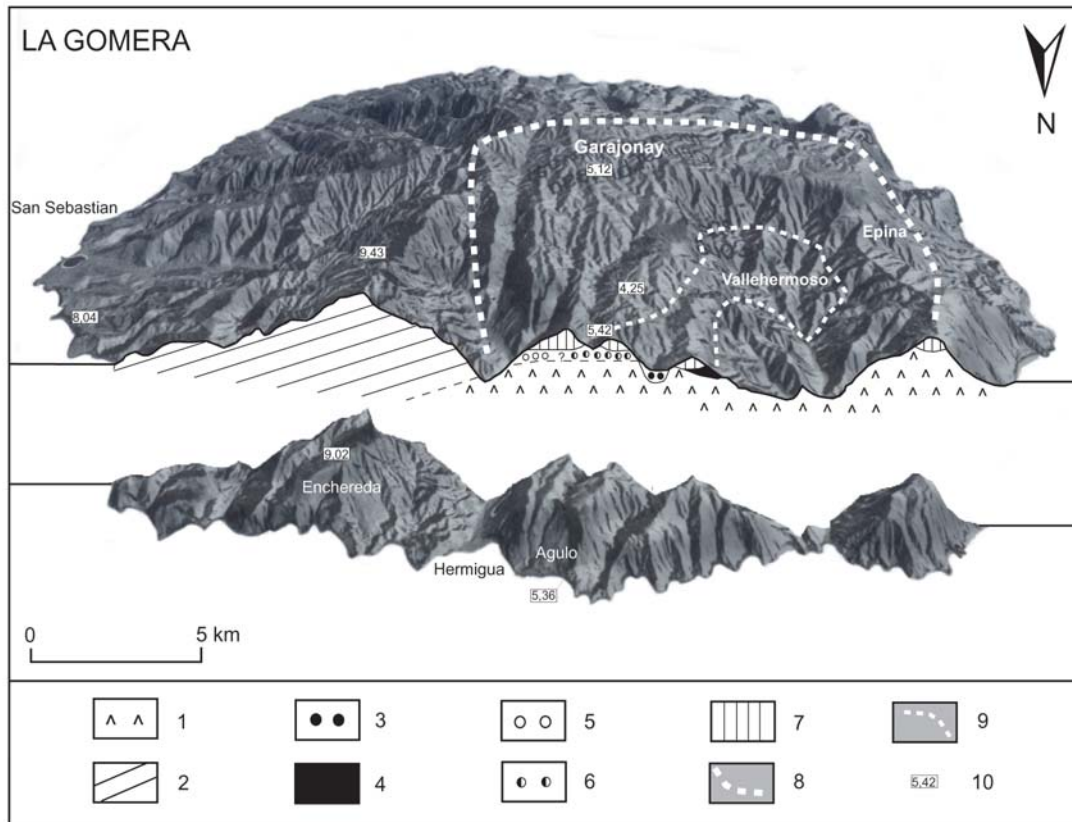 LA GOMERA
N
Garajonay
5.12
San Sebastian
Epina
9,43
Vallehermoso
4.25
8,04
5,42
?
9.02
Enchereda
Agulo
Hermigua
5,36
0 5 km
1 3 5 7 9
2 4 6 8 5,42 10